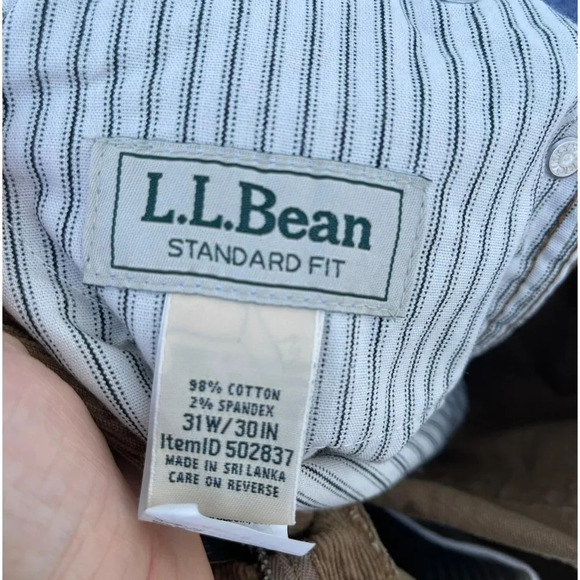 L.L.Bean
STANDARD FIT
98% COTTON
2% SPANDEX
31W/30IN
ItemID 502837
MADE IN SRI LANKA
CARE ON REVERSE